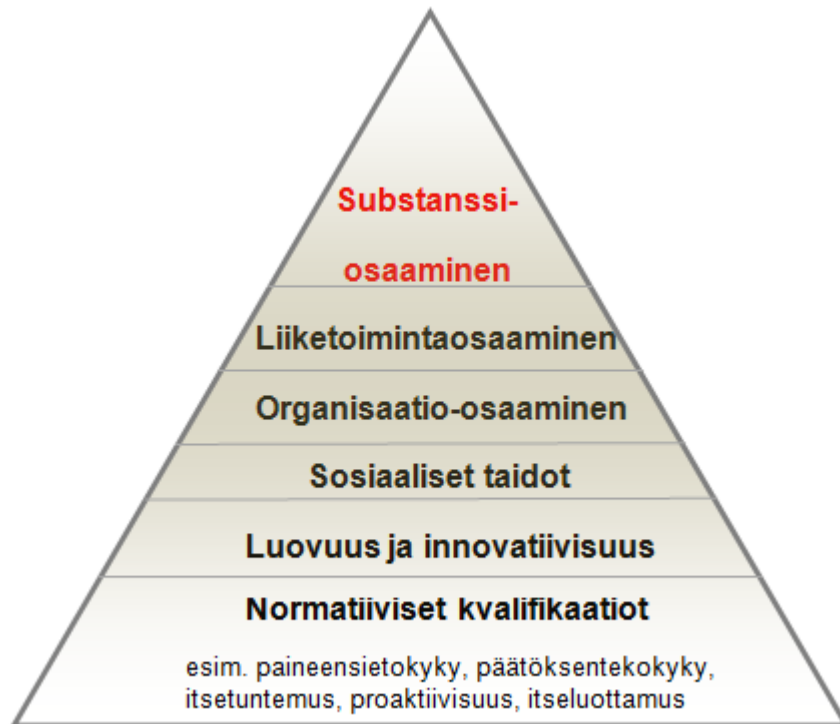 Substanssi-
osaaminen
Liiketoimintaosaaminen
Organisaatio-osaaminen
Sosiaaliset taidot
Luovuus ja innovatiivisuus
Normatiiviset kvalifikaatiot
esim. paineensietokyky, päätöksentekokyky,
itsetuntemus, proaktiivisuus, itseluottamus